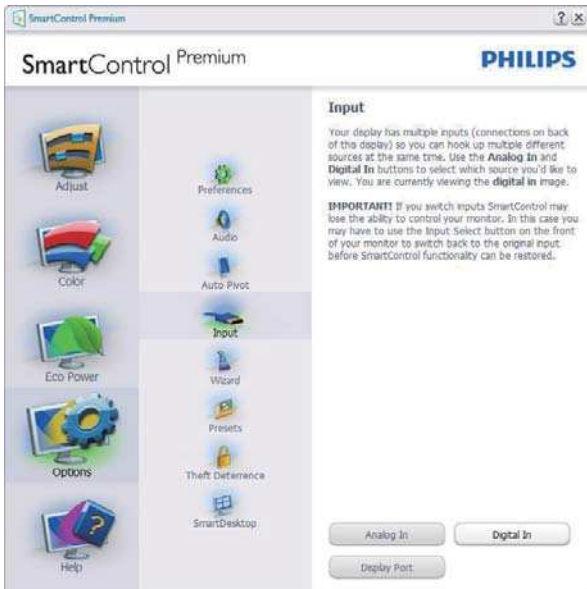 SmartControl Premium
SmartControl Premium
PHILIPS
Adjust
Color
Eco Power
Options
Help
Preferences
Audio
Auto Pivot
Input
Wizard
Presets
Theft Deterrence
SmartDesktop
Input
Your display has multiple inputs (connections on back
of this display) so you can hook up multiple different
sources at the same time. Use the Analog In and
Digital In buttons to select which source you'd like to
view. You are currently viewing the digital in image.
IMPORTANT! If you switch inputs SmartControl may
lose the ability to control your monitor. In this case you
may have to use the Input Select button on the front
of your monitor to switch back to the original input
before SmartControl functionality can be restored.
Analog In
Digital In
Display Port